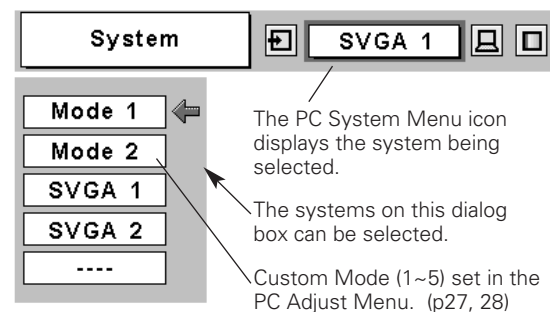 System
SVGA 1
Mode 1
Mode 2
SVGA 1
SVGA 2
----
The PC System Menu icon
displays the system being
selected.
The systems on this dialog
box can be selected.
Custom Mode (1~5) set in the
PC Adjust Menu. (p27, 28)